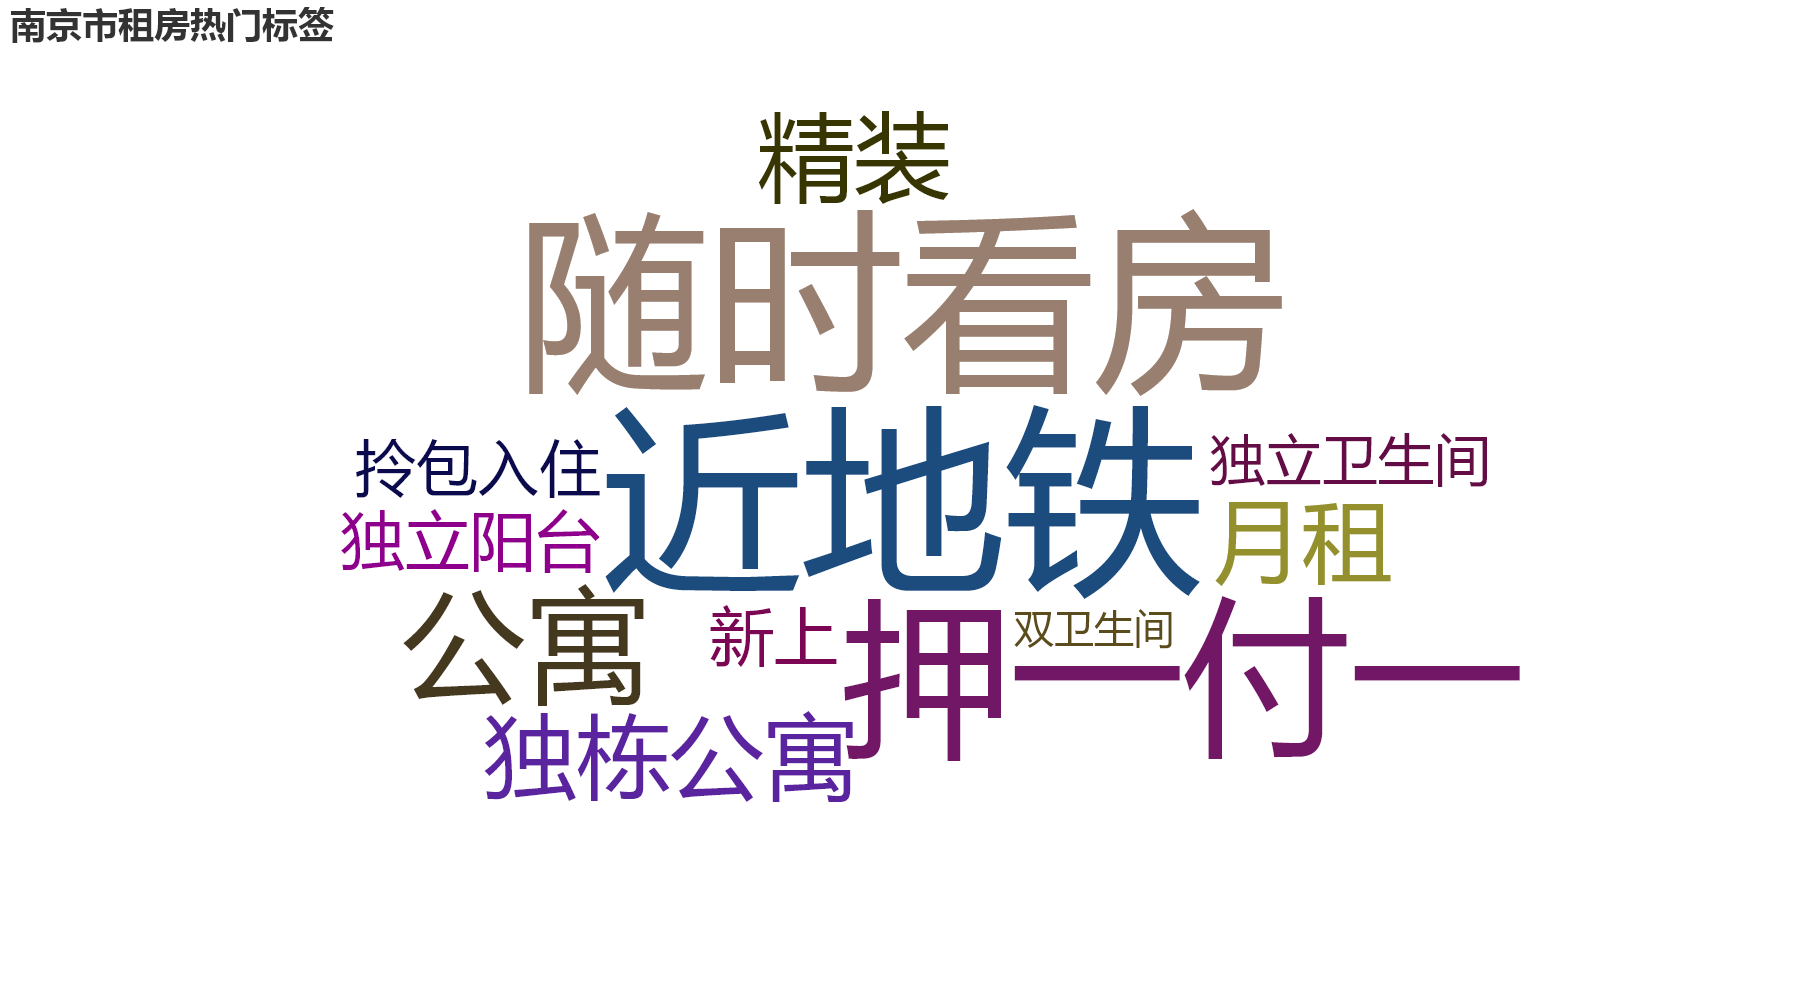 南京市租房热门标签
精装
随时看房
近地铁
拎包入住
独立卫生间
独立阳台
月租
公寓
新上
双卫生间
押一付一
独栋公寓